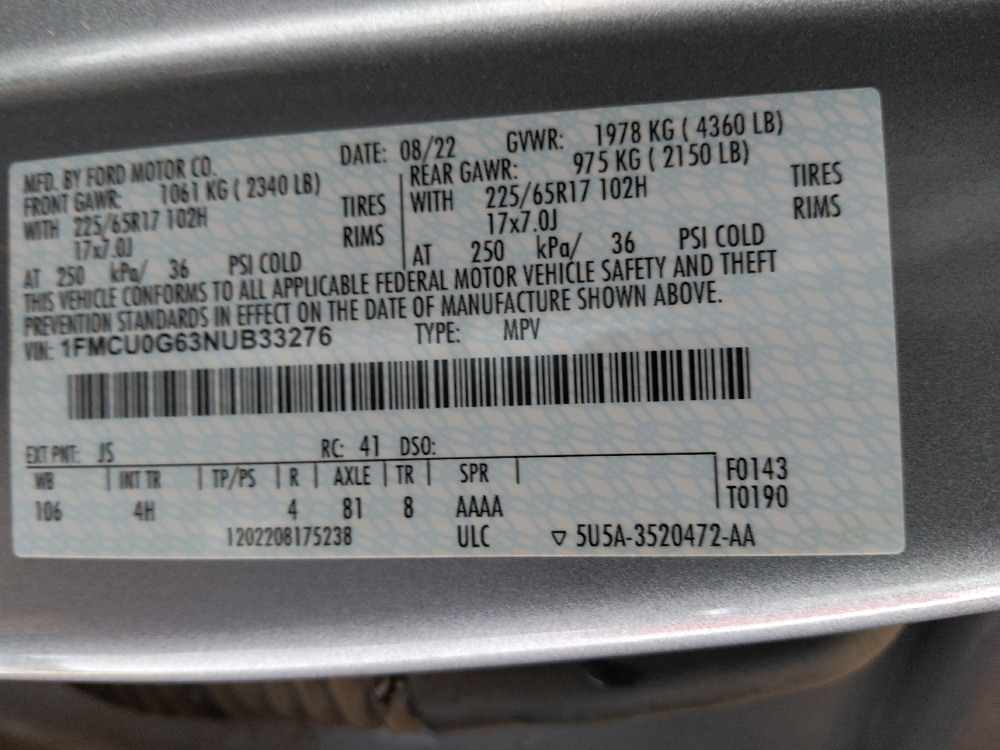 MFD. BY FORD MOTOR CO. DATE: 08/22 GVWR: 1978 KG ( 4360 LB)
FRONT GAWR: 1061 KG ( 2340 LB) REAR GAWR: 975 KG ( 2150 LB)
WITH 225/65R17 102H TIRES WITH 225/65R17 102H TIRES
17x7.0J RIMS 17x7.0J RIMS
AT 250 kPa/ 36 PSI COLD AT 250 kPa/ 36 PSI COLD
THIS VEHICLE CONFORMS TO ALL APPLICABLE FEDERAL MOTOR VEHICLE SAFETY AND THEFT
PREVENTION STANDARDS IN EFFECT ON THE DATE OF MANUFACTURE SHOWN ABOVE.
VIN: 1FMCU0G63NUB33276 TYPE: MPV
EXT PNT: JS RC: 41 DSO:
WB INT TR TP/PS R AXLE TR SPR F0143
106 4H 4 81 8 AAAA T0190
1202208175238 ULC ▽ 5U5A-3520472-AA